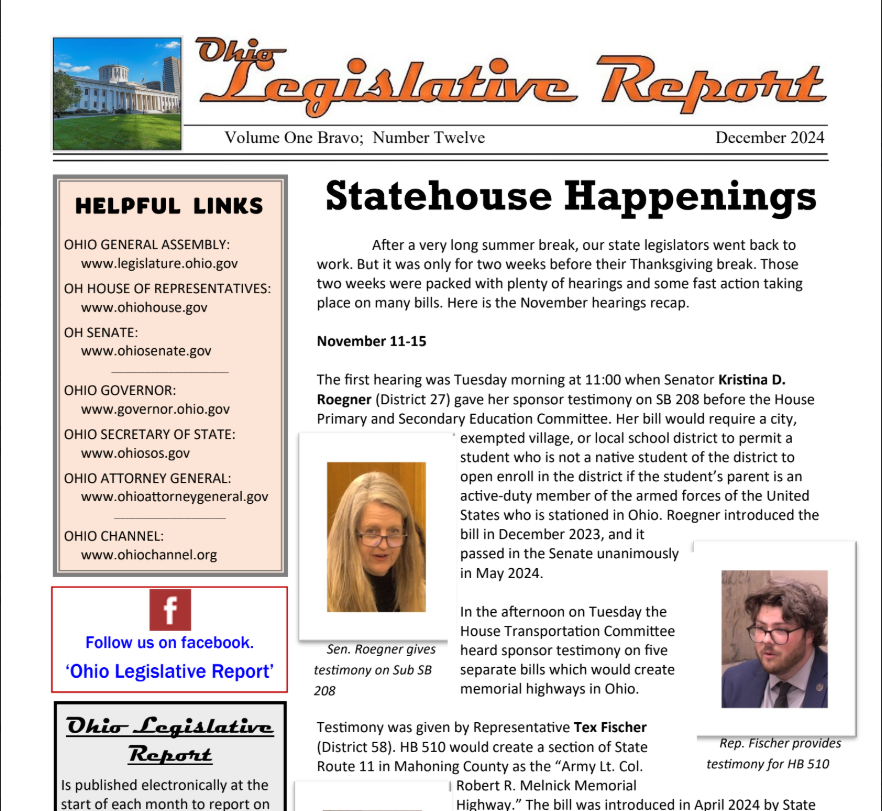 Ohio
Legislative Report
Volume One Bravo; Number Twelve
December 2024
HELPFUL LINKS
OHIO GENERAL ASSEMBLY:
www.legislature.ohio.gov
OH HOUSE OF REPRESENTATIVES:
www.ohiohouse.gov
OH SENATE:
www.ohiosenate.gov
OHIO GOVERNOR:
www.governor.ohio.gov
OHIO SECRETARY OF STATE:
www.ohiosos.gov
OHIO ATTORNEY GENERAL:
www.ohioattorneygeneral.gov
OHIO CHANNEL:
www.ohiochannel.org
f
Follow us on facebook.
‘Ohio Legislative Report’
Ohio Legislative
Report
Is published electronically at the
start of each month to report on
Statehouse Happenings
After a very long summer break, our state legislators went back to
work. But it was only for two weeks before their Thanksgiving break. Those
two weeks were packed with plenty of hearings and some fast action taking
place on many bills. Here is the November hearings recap.
November 11-15
The first hearing was Tuesday morning at 11:00 when Senator Kristina D.
Roegner (District 27) gave her sponsor testimony on SB 208 before the House
Primary and Secondary Education Committee. Her bill would require a city,
exempted village, or local school district to permit a
student who is not a native student of the district to
open enroll in the district if the student’s parent is an
active-duty member of the armed forces of the United
States who is stationed in Ohio. Roegner introduced the
bill in December 2023, and it
passed in the Senate unanimously
in May 2024.
Sen. Roegner gives
testimony on Sub SB
208
In the afternoon on Tuesday the
House Transportation Committee
heard sponsor testimony on five
separate bills which would create
memorial highways in Ohio.
Rep. Fischer provides
testimony for HB 510
Testimony was given by Representative Tex Fischer
(District 58). HB 510 would create a section of State
Route 11 in Mahoning County as the “Army Lt. Col.
Robert R. Melnick Memorial
Highway.” The bill was introduced in April 2024 by State